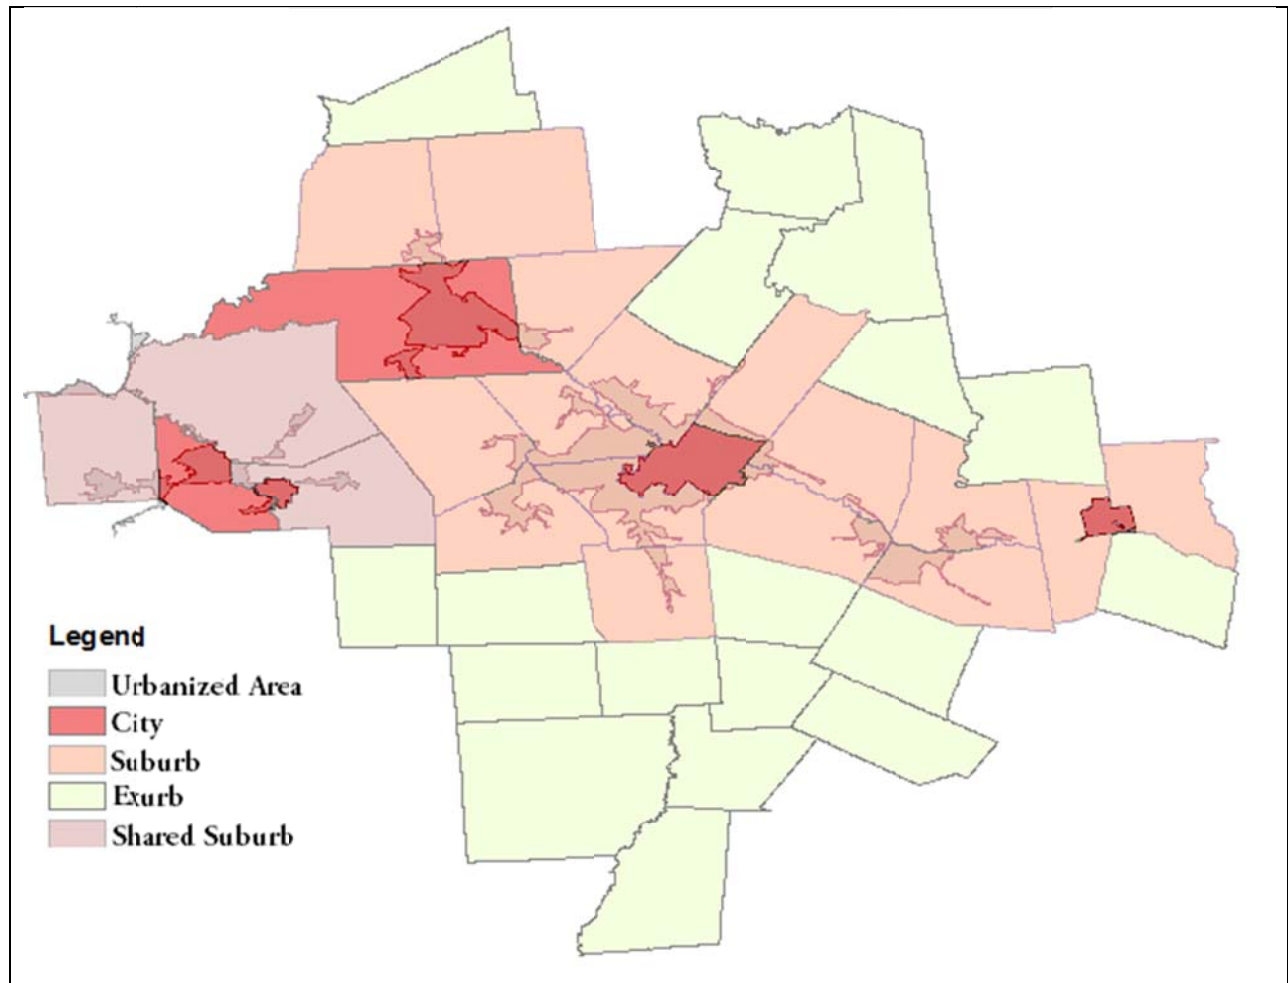 Legend
Urbanized Area
City
Suburb
Exurb
Shared Suburb